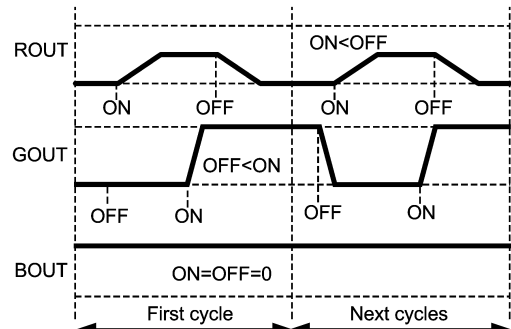 ROUT
ON<OFF
ON OFF ON OFF
GOUT
OFF<ON
OFF ON OFF ON
BOUT
ON=OFF=0
First cycle Next cycles